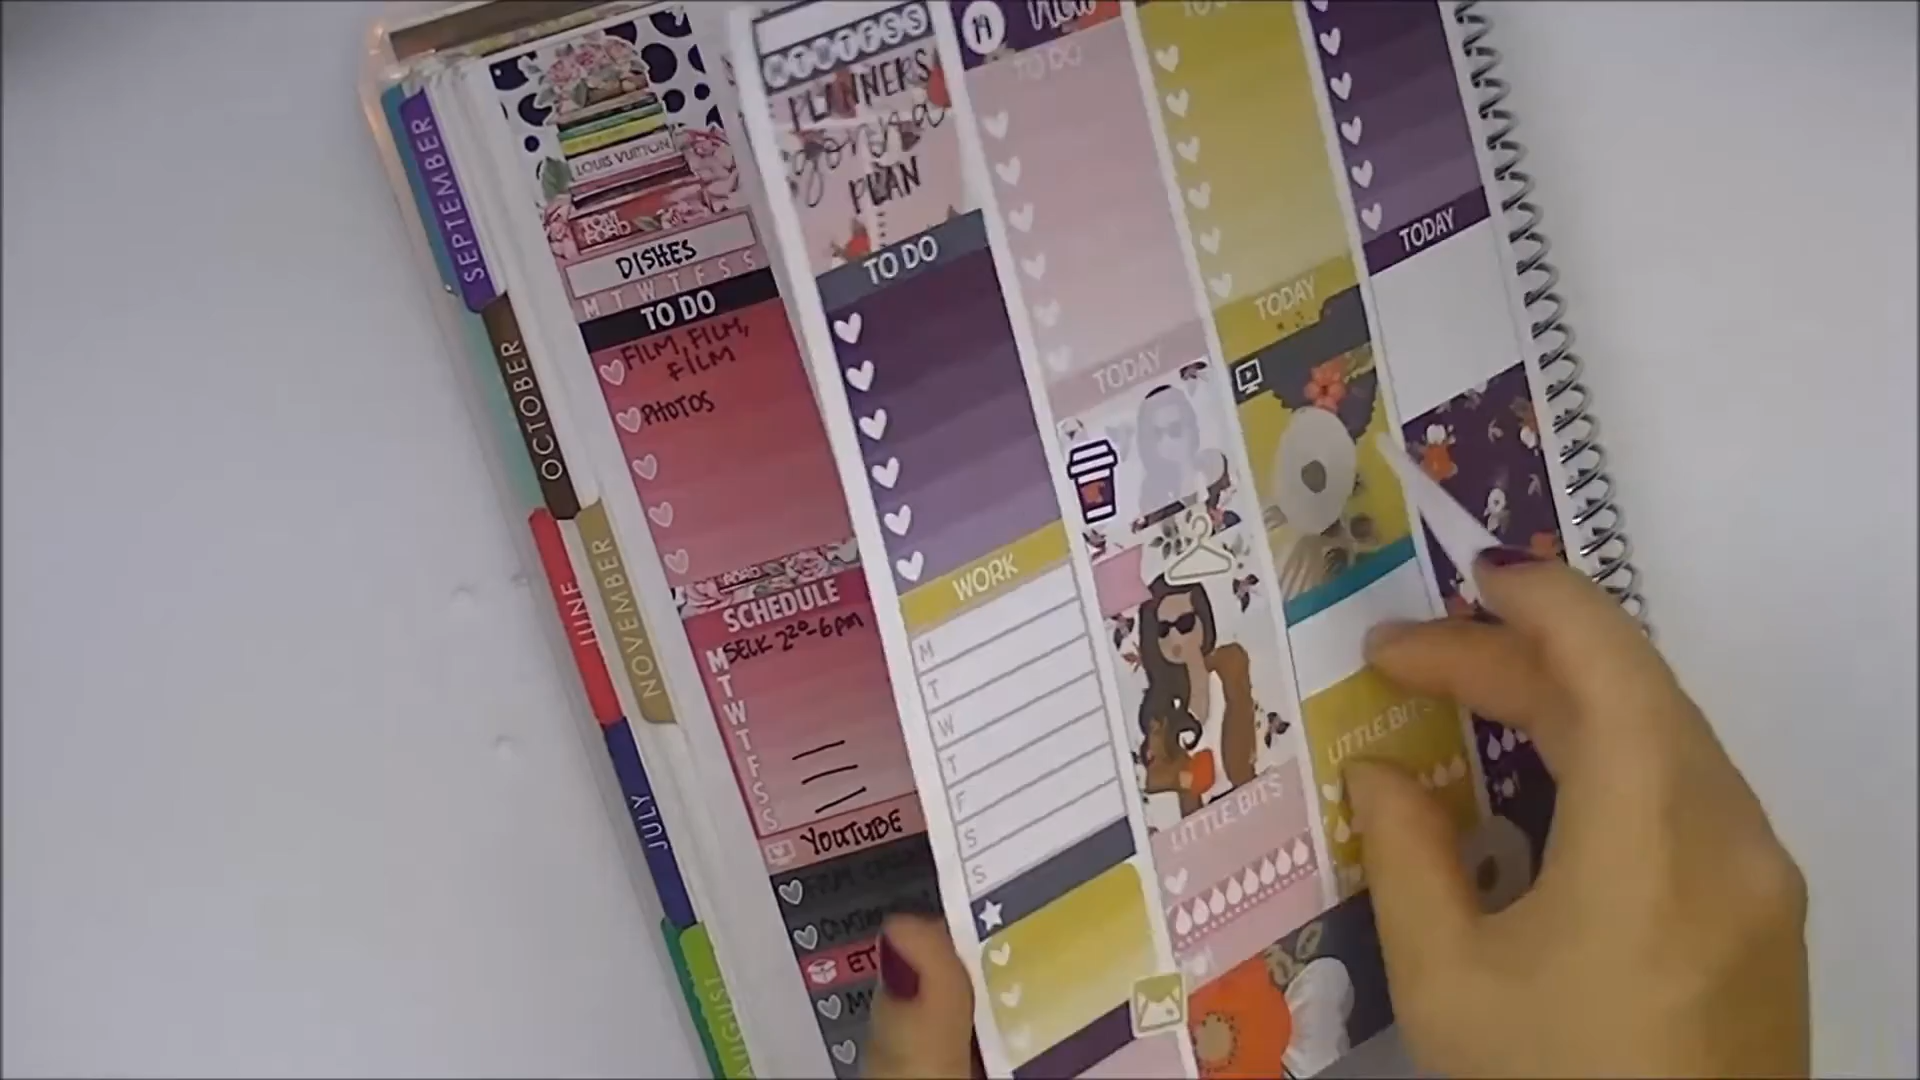 SEPTEMBER
OCTOBER
NOVEMBER
JUNE
JULY
AUGUST
LOUIS VUITTON
TOM
FORD
DISHES
M T W T F S S
TO DO
FILM, FILM,
FILM
PHOTOS
SCHEDULE
M SELK 2²⁰-6pm
T
W
T
F
S
S
YOUTUBE
M T W T F S S
PLANNERS
gonna
PLAN
TO DO
WORK
M
T
W
T
F
S
S
19
TO DO
TODAY
LITTLE BITS
TODAY
LITTLE BITS
TODAY